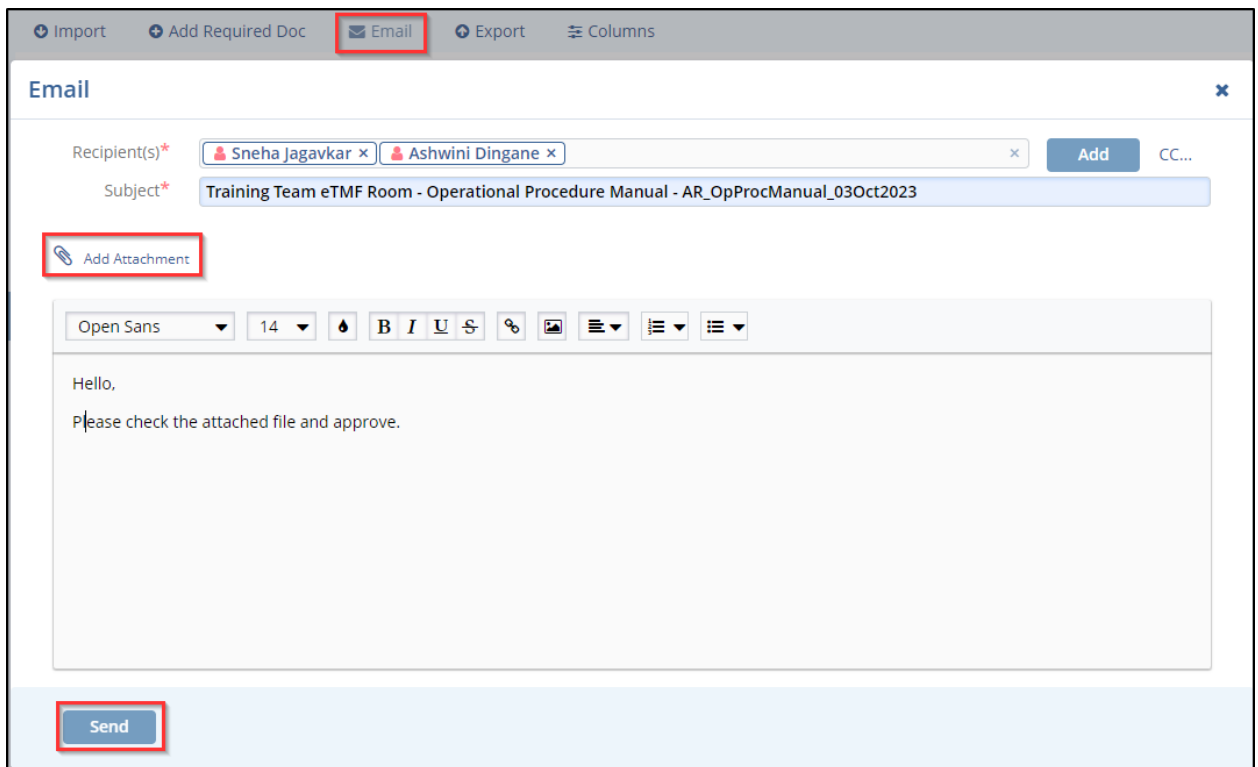 Import Add Required Doc Email Export Columns
Email ×
Recipient(s)* Sneha Jagavkar × Ashwini Dingane × × Add CC...
Subject* Training Team eTMF Room - Operational Procedure Manual - AR_OpProcManual_03Oct2023
Add Attachment
Open Sans 14 B I U S
Hello,
Please check the attached file and approve.
Send